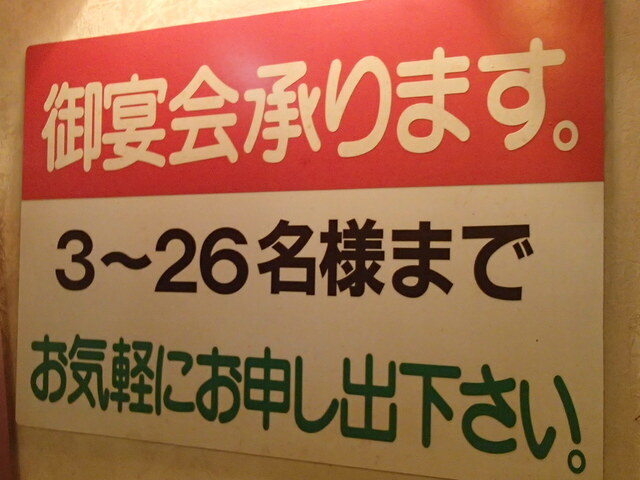 御宴会承ります。
3〜26名様まで
お気軽にお申し出下さい。